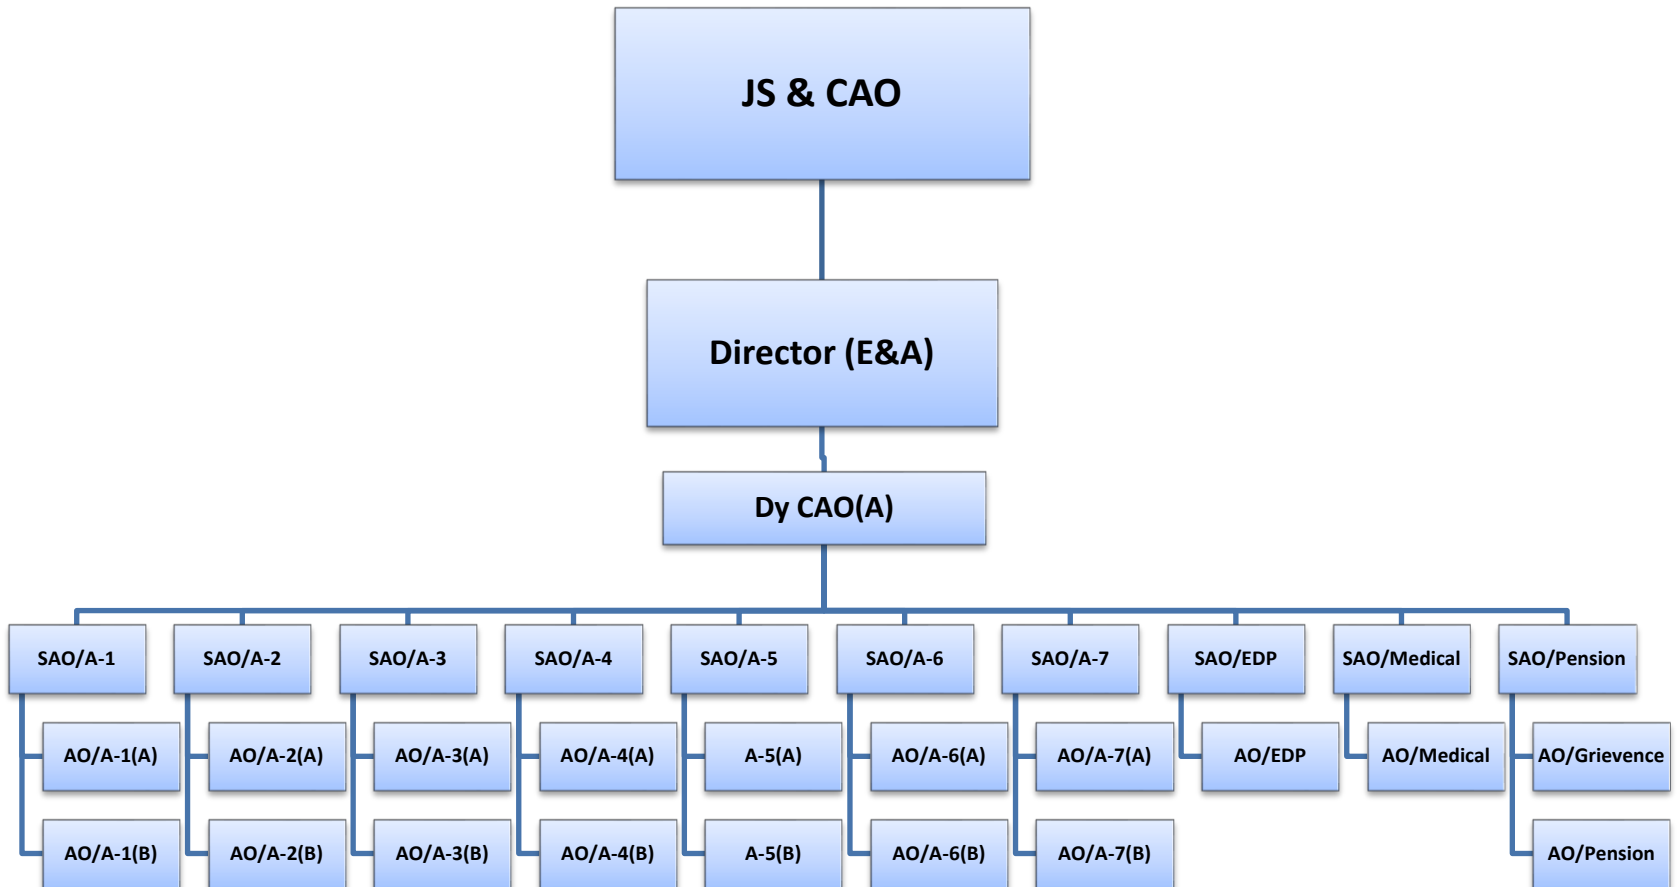 JS & CAO
Director (E&A)
Dy CAO(A)
SAO/A-1
SAO/A-2
SAO/A-3
SAO/A-4
SAO/A-5
SAO/A-6
SAO/A-7
SAO/EDP
SAO/Medical
SAO/Pension
AO/A-1(A)
AO/A-2(A)
AO/A-3(A)
AO/A-4(A)
A-5(A)
AO/A-6(A)
AO/A-7(A)
AO/EDP
AO/Medical
AO/Grievence
AO/A-1(B)
AO/A-2(B)
AO/A-3(B)
AO/A-4(B)
A-5(B)
AO/A-6(B)
AO/A-7(B)
AO/Pension